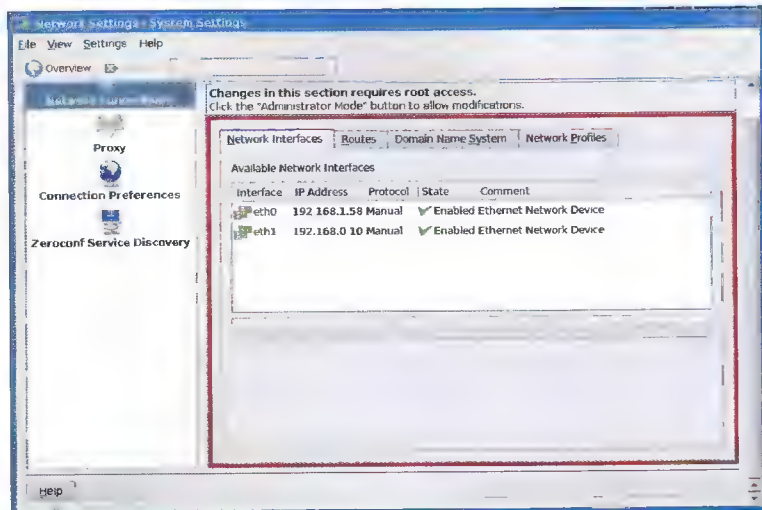 Network Settings - System Settings
File View Settings Help
Overview
Changes in this section requires root access.
Click the "Administrator Mode" button to allow modifications.
Proxy
Connection Preferences
Zeroconf Service Discovery
Network Interfaces Routes Domain Name System Network Profiles
Available Network Interfaces
Interface IP Address Protocol State Comment
eth0 192 168.1.58 Manual Enabled Ethernet Network Device
eth1 192.168.0 10 Manual Enabled Ethernet Network Device
Help